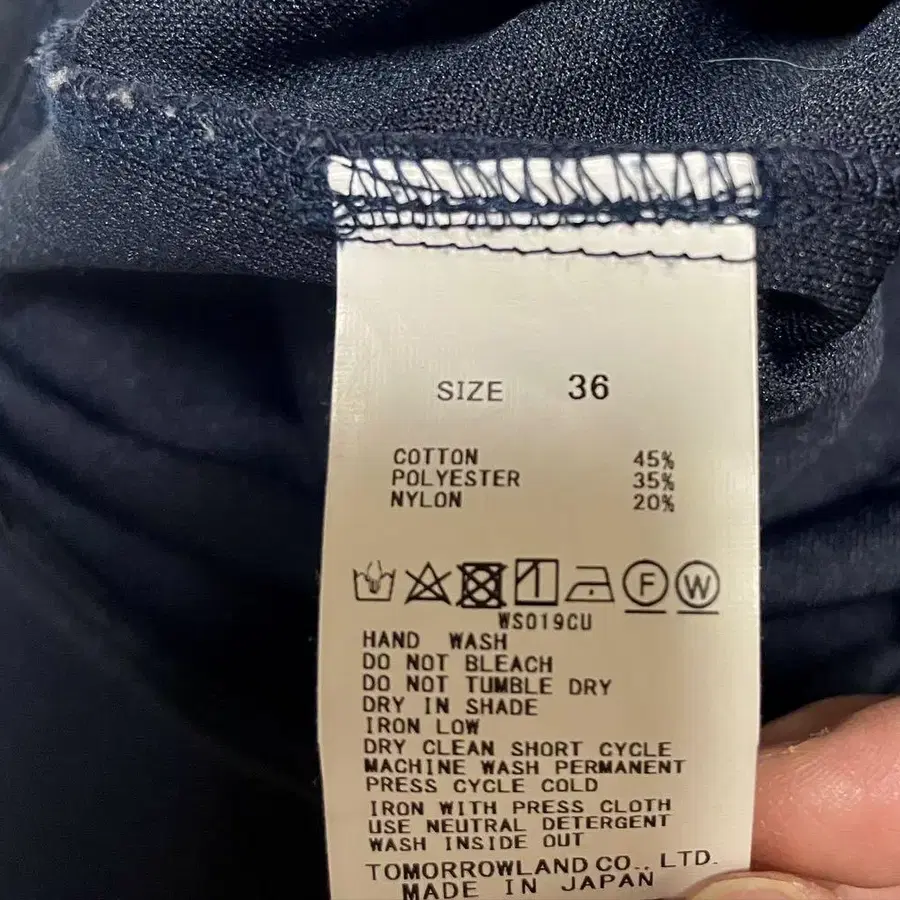 SIZE 36
COTTON 45%
POLYESTER 35%
NYLON 20%
F W
WS019CU
HAND WASH
DO NOT BLEACH
DO NOT TUMBLE DRY
DRY IN SHADE
IRON LOW
DRY CLEAN SHORT CYCLE
MACHINE WASH PERMANENT
PRESS CYCLE COLD
IRON WITH PRESS CLOTH
USE NEUTRAL DETERGENT
WASH INSIDE OUT
TOMORROWLAND CO., LTD.
MADE IN JAPAN